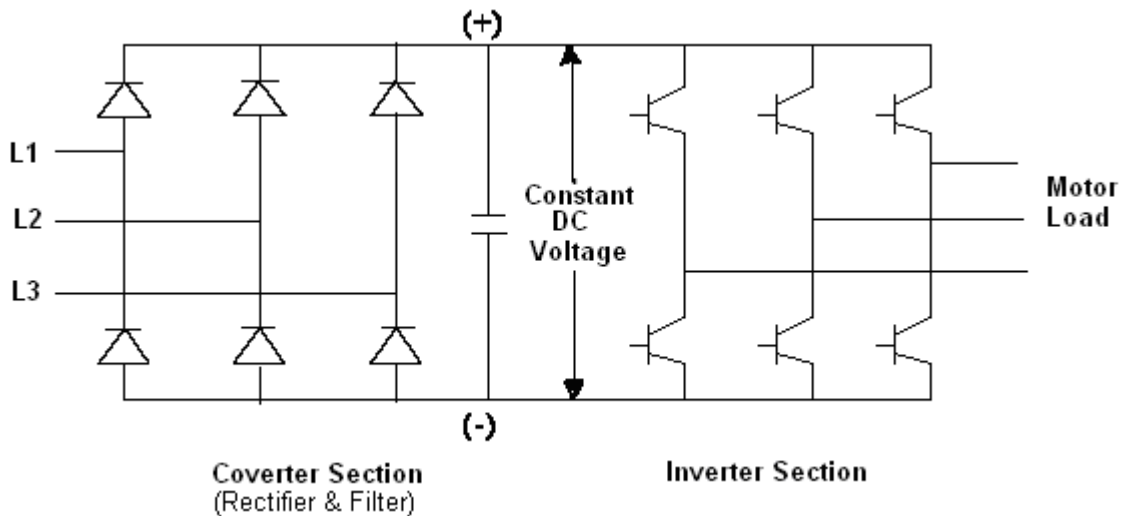 (+)
L1
L2
L3
Constant
DC
Voltage
Motor
Load
(-)
Coverter Section
(Rectifier & Filter)
Inverter Section